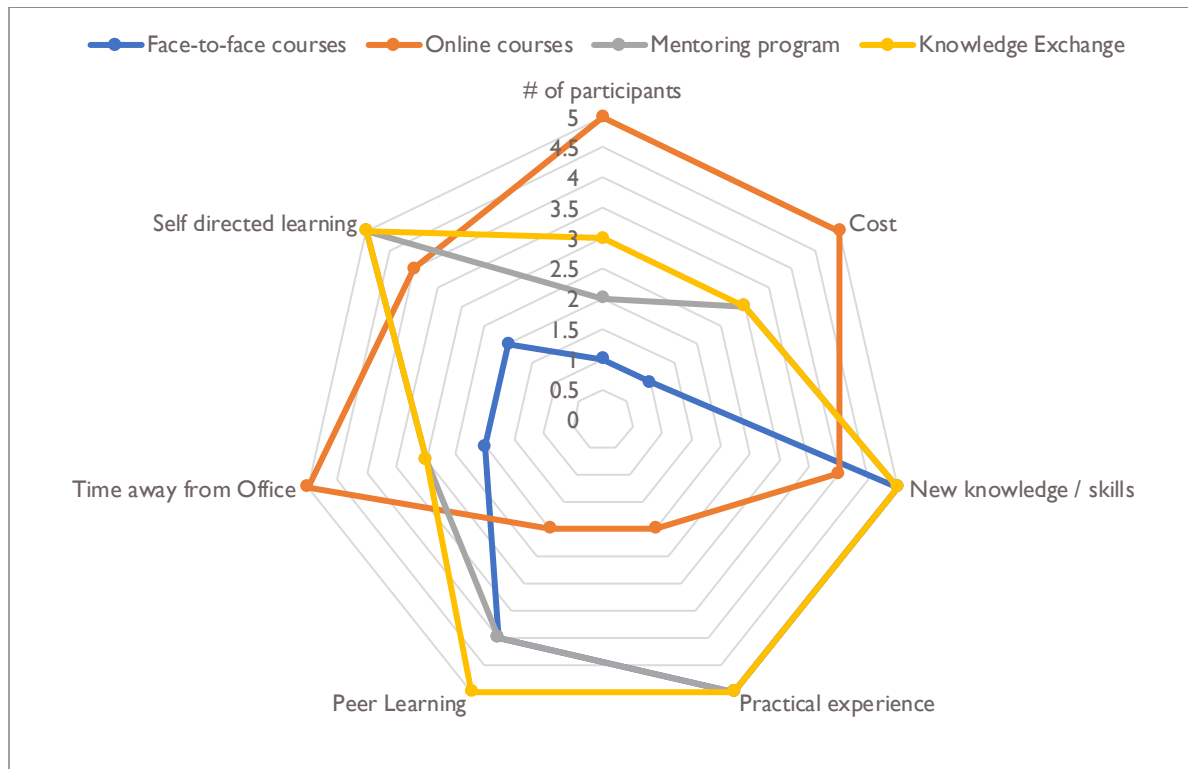 Face-to-face courses Online courses Mentoring program Knowledge Exchange
# of participants
5
4.5
4
3.5
3
2.5
2
1.5
1
0.5
0
Cost
New knowledge / skills
Practical experience
Peer Learning
Time away from Office
Self directed learning